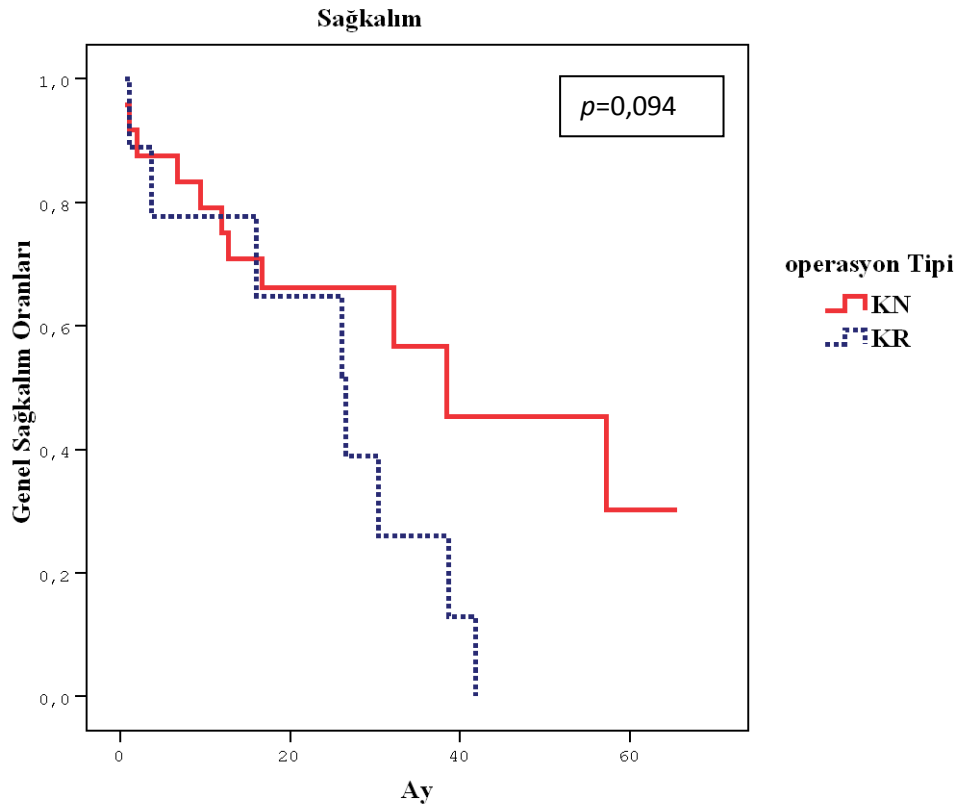 Sağkalım
p=0,094
1,0
0,8
0,6
0,4
0,2
0,0
Genel Sağkalım Oranları
0 20 40 60
Ay
operasyon Tipi
KN
KR